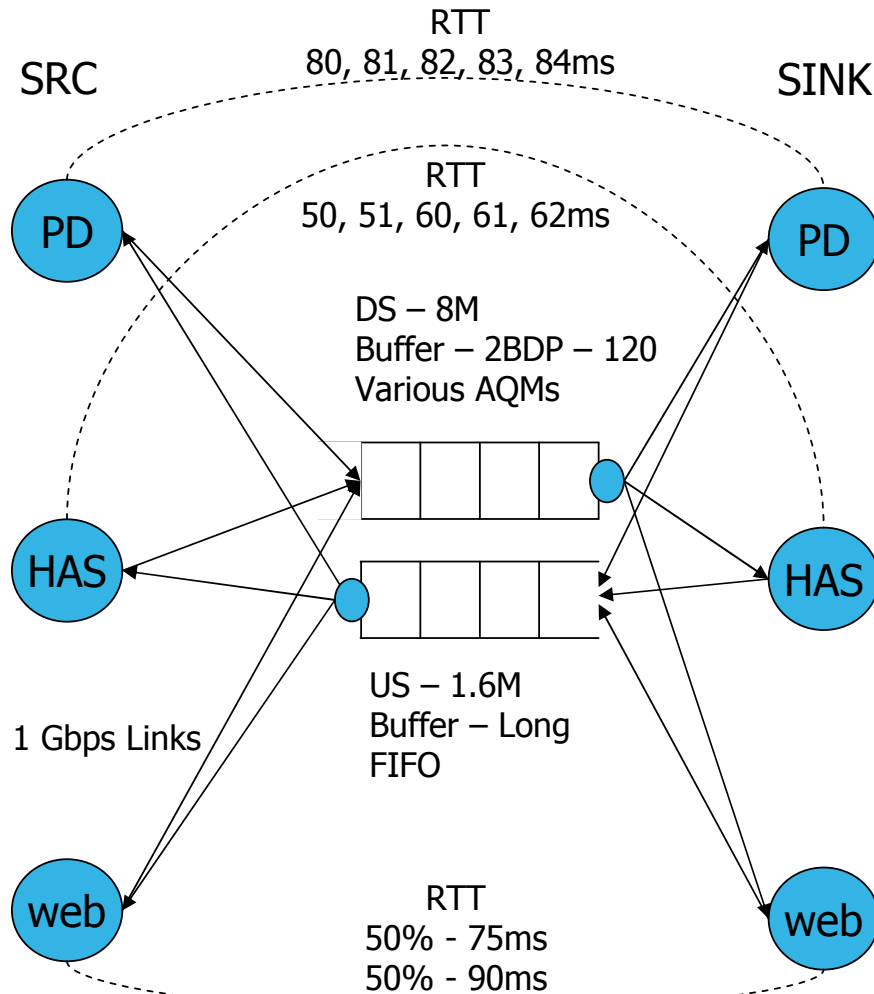 RTT
80, 81, 82, 83, 84ms
SRC
SINK
RTT
50, 51, 60, 61, 62ms
PD
PD
DS – 8M
Buffer – 2BDP – 120
Various AQMs
HAS
HAS
US – 1.6M
Buffer – Long
FIFO
1 Gbps Links
RTT
50% - 75ms
50% - 90ms
web
web